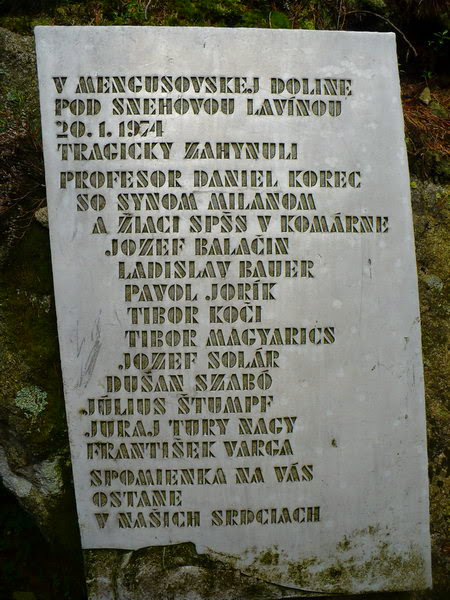 V MENGUSOVSKEJ DOLINE
POD SNEHOVOU LAVÍNOU
20. 1. 1974
TRAGICKY ZAHYNULI
PROFESOR DANIEL KOREC
SO SYNOM MILANOM
A ŽIACI SPŠS V KOMÁRNE
JOZEF BALAČIN
LADISLAV BAUER
PAVOL JORÍK
TIBOR KOČI
TIBOR MAGYARICS
JOZEF SOLÁR
DUŠAN SZABÓ
JÚLIUS ŠTUMPF
JURAJ TURY NAGY
FRANTIŠEK VARGA
SPOMIENKA NA VÁS
OSTANE
V NAŠICH SRDCIACH